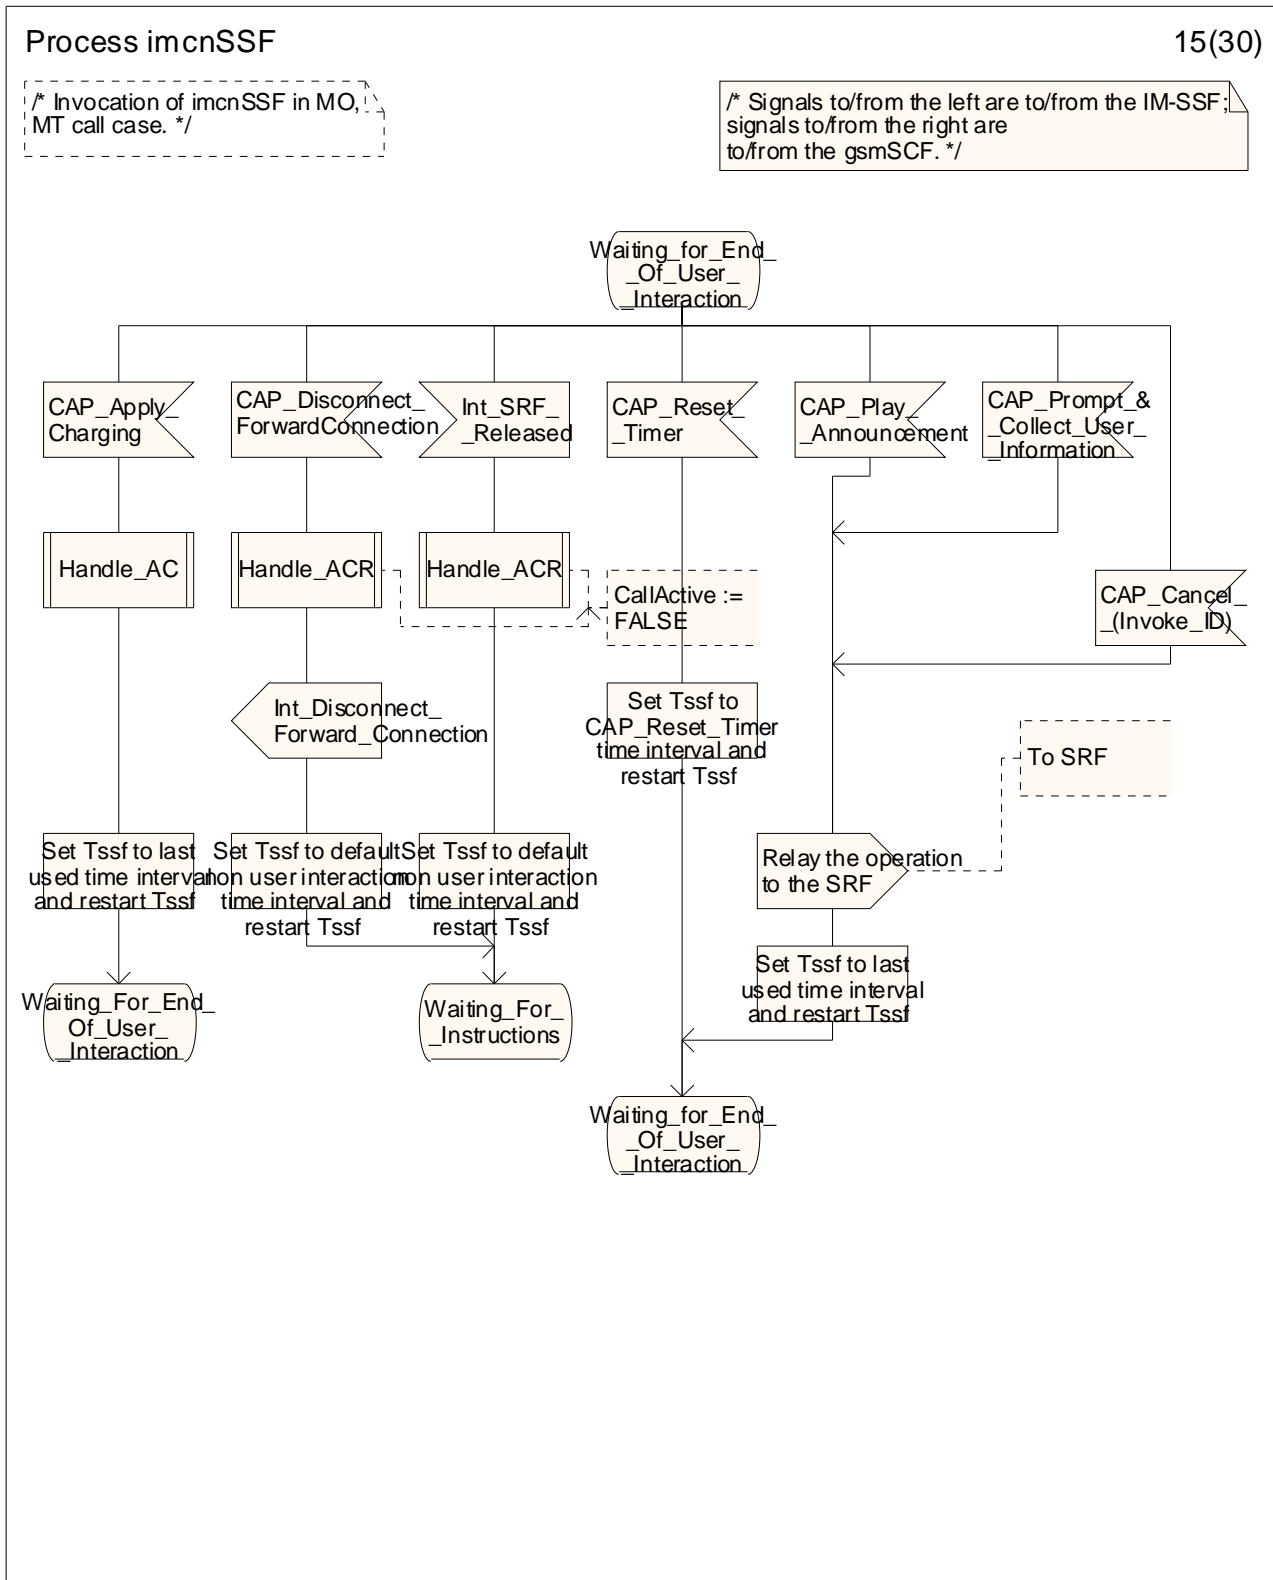 Process imcnSSF
15(30)
/* Invocation of imcnSSF in MO,
MT call case. */
/* Signals to/from the left are to/from the IM-SSF;
signals to/from the right are
to/from the gsmSCF. */
Waiting_for_End_
_Of_User_
_Interaction
CAP_Apply_
Charging
CAP_Disconnect_
ForwardConnection
Int_SRF_
_Released
CAP_Reset_
_Timer
CAP_Play_
_Announcement
CAP_Prompt_&
_Collect_User_
_Information
Handle_AC
Handle_ACR
Handle_ACR
CallActive :=
FALSE
CAP_Cancel_
_(Invoke_ID)
Int_Disconnect_
Forward_Connection
Set Tssf to
CAP_Reset_Timer
time interval and
restart Tssf
To SRF
Set Tssf to last
used time interval
and restart Tssf
Set Tssf to default
non user interaction
time interval and
restart Tssf
Set Tssf to default
non user interaction
time interval and
restart Tssf
Relay the operation
to the SRF
Set Tssf to last
used time interval
and restart Tssf
Waiting_For_End_
_Of_User_
_Interaction
Waiting_For_
_Instructions
Waiting_for_End_
_Of_User_
_Interaction